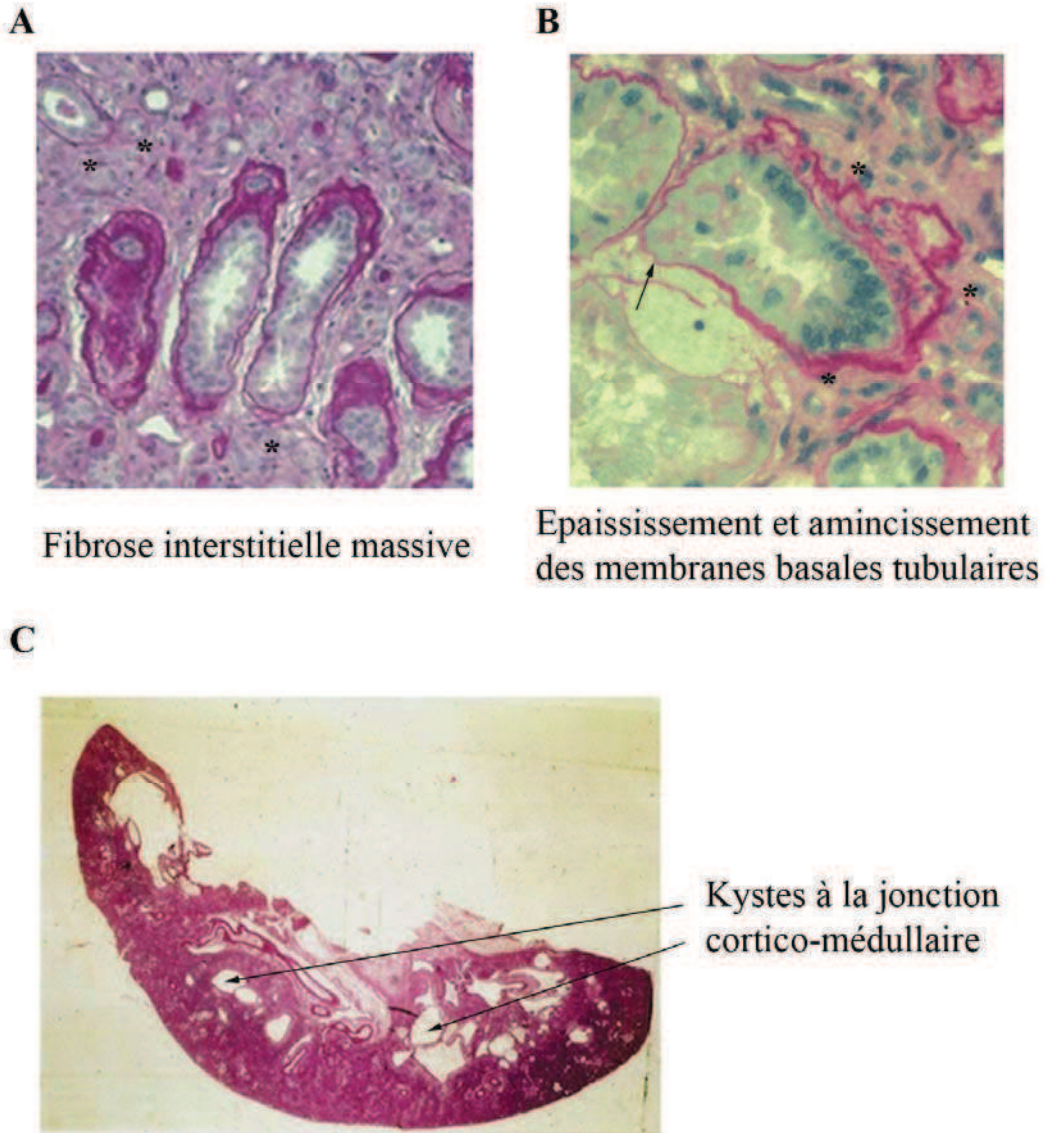 A
B
Fibrose interstitielle massive
Epaississement et amincissement
des membranes basales tubulaires
C
Kystes à la jonction
cortico-médullaire